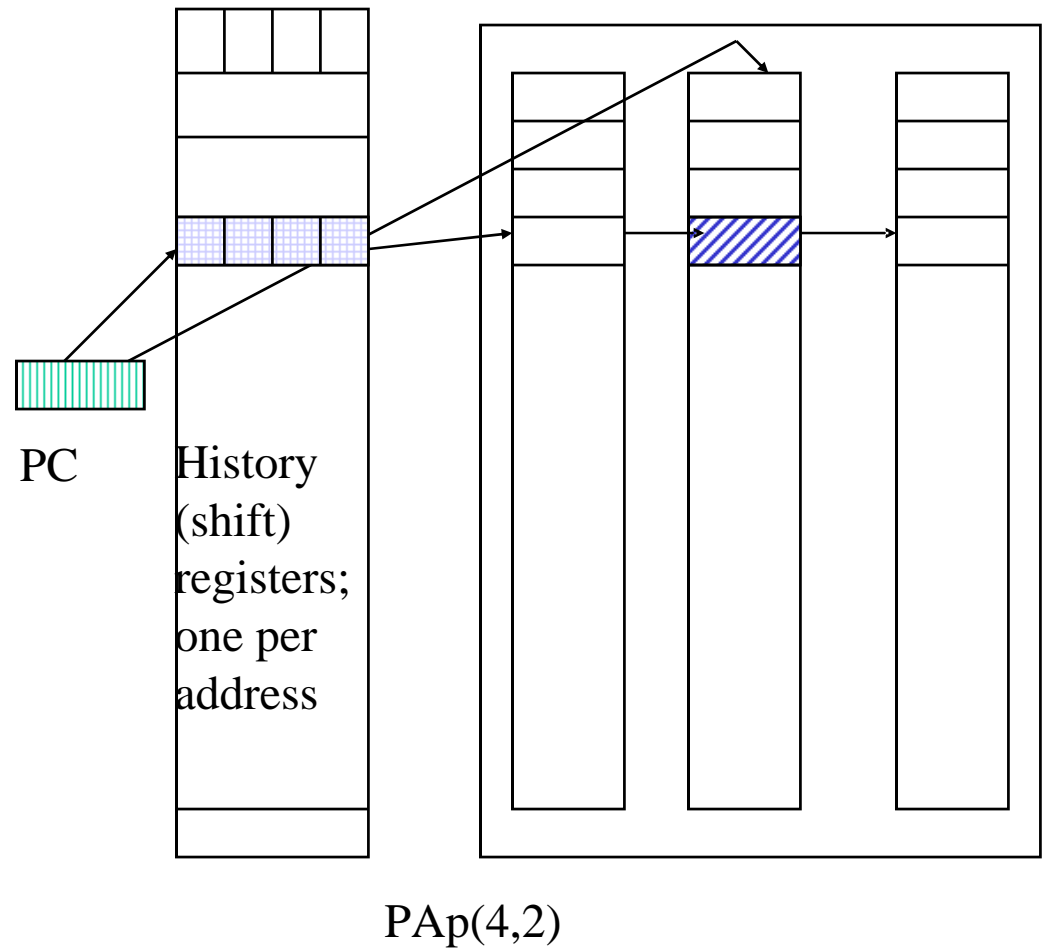 PC
History
(shift)
registers;
one per
address
PAp(4,2)